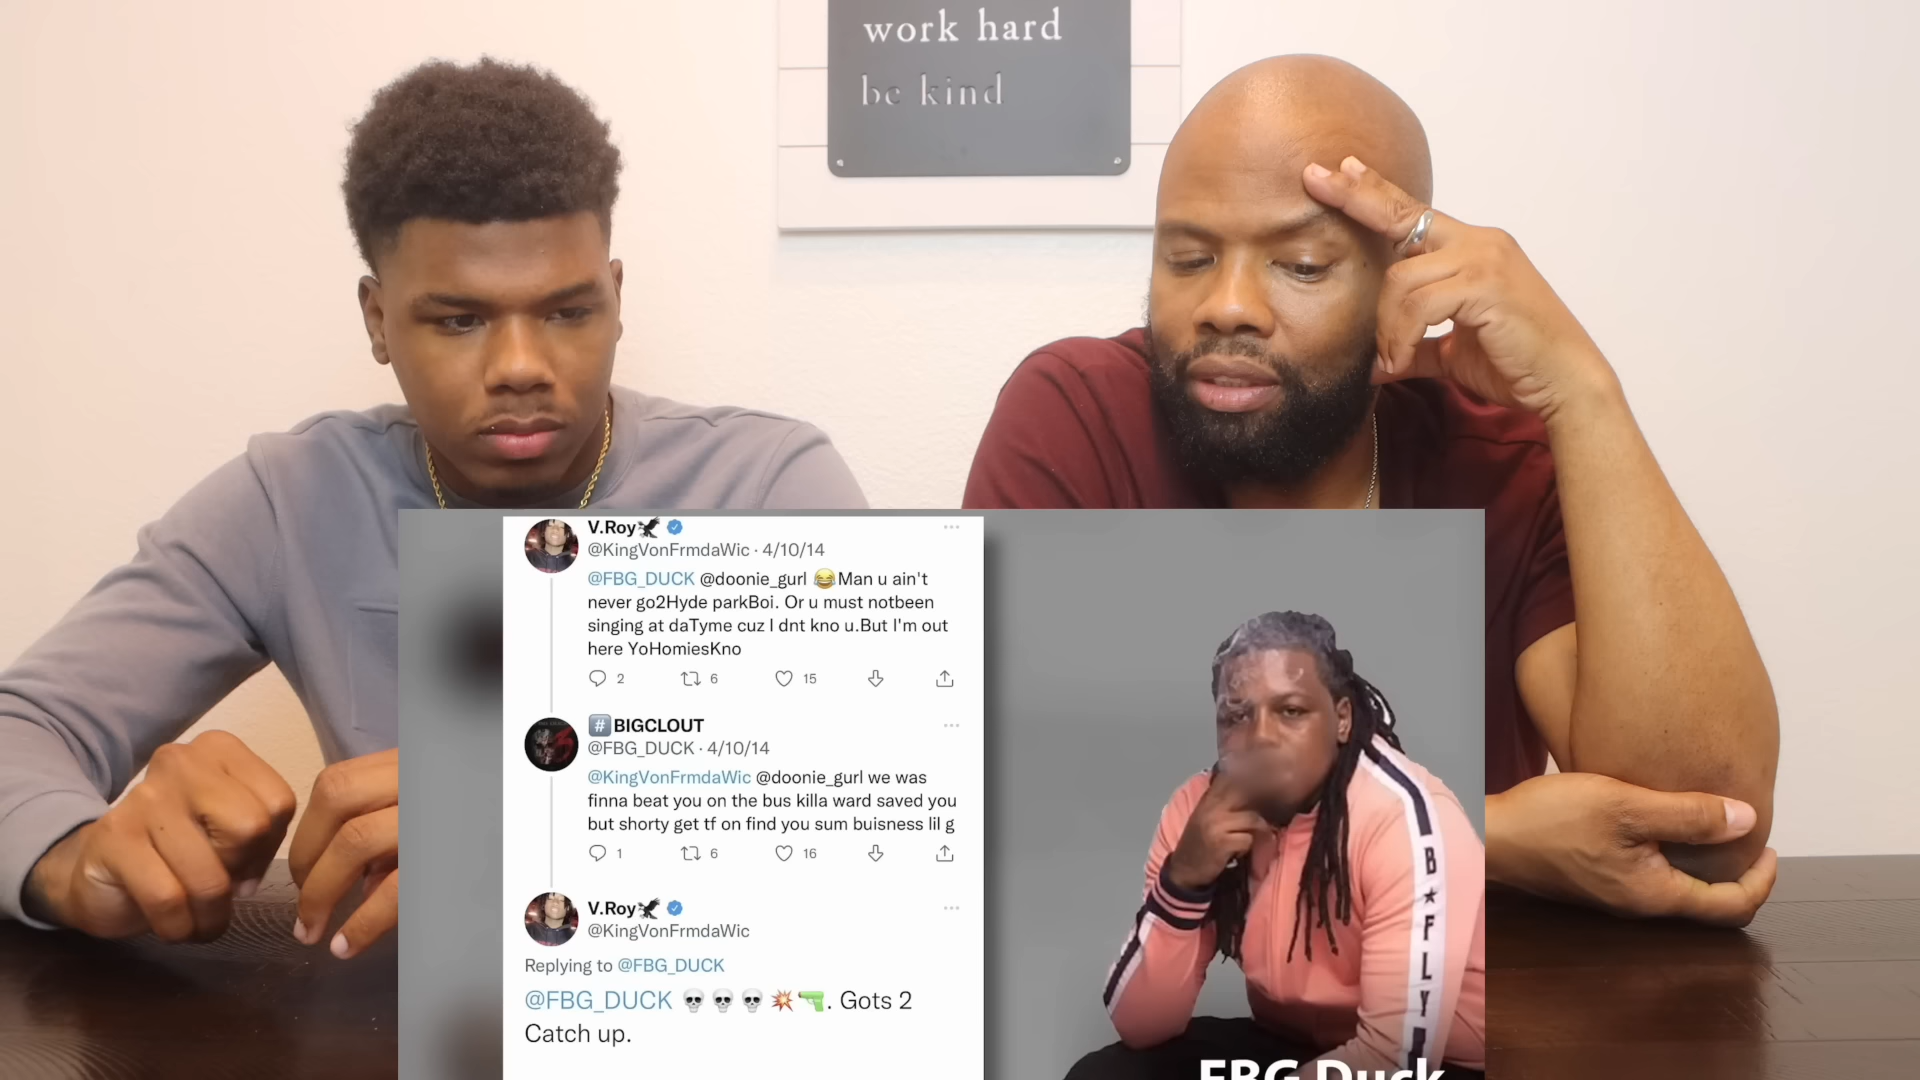 work hard
be kind
V.Roy
@KingVonFrmdaWic · 4/10/14
@FBG_DUCK @doonie_gurl 😂Man u ain't
never go2Hyde parkBoi. Or u must notbeen
singing at daTyme cuz I dnt kno u.But I'm out
here YoHomiesKno
2 6 15
#️⃣BIGCLOUT
@FBG_DUCK · 4/10/14
@KingVonFrmdaWic @doonie_gurl we was
finna beat you on the bus killa ward saved you
but shorty get tf on find you sum buisness lil g
1 6 16
V.Roy
@KingVonFrmdaWic
Replying to @FBG_DUCK
@FBG_DUCK 💀💀💀💥🔫. Gots 2
Catch up.
B★FLY
FBG Duck